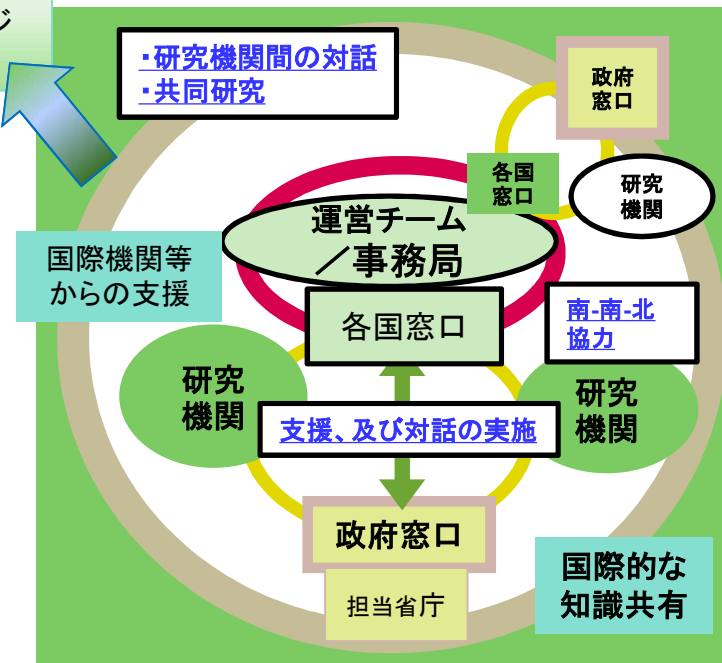 ジ
・研究機関間の対話
・共同研究
政府
窓口
各国
窓口
研究
機関
運営チーム
／事務局
国際機関等
からの支援
各国窓口
南-南-北
協力
研究
機関
研究
機関
支援、及び対話の実施
政府窓口
担当省庁
国際的な
知識共有